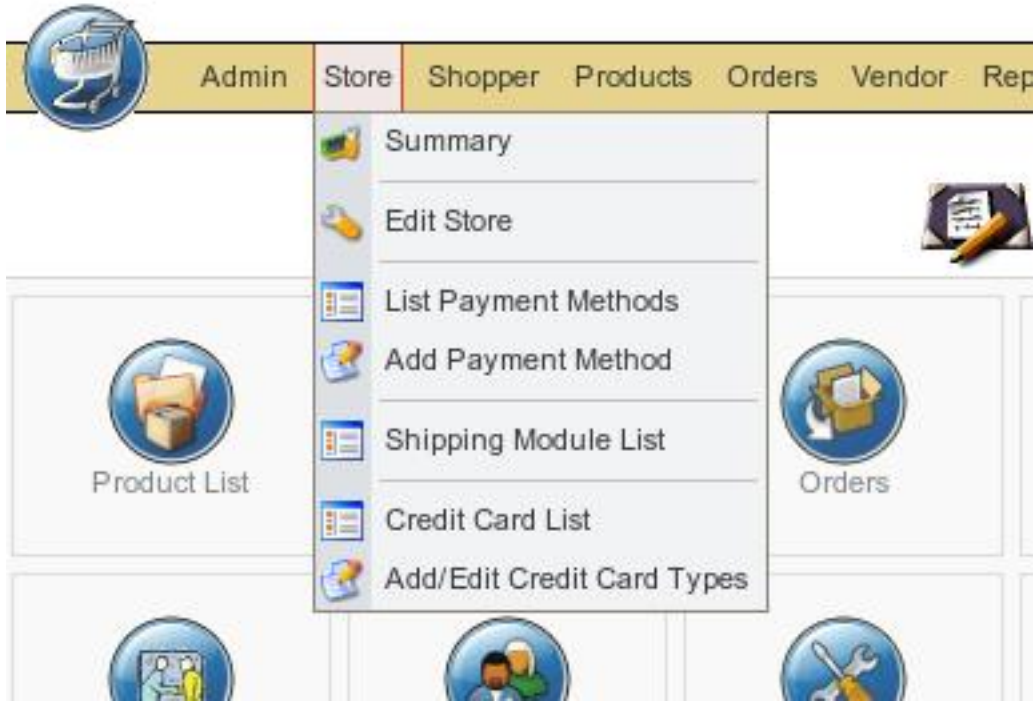 Admin Store Shopper Products Orders Vendor Rep
Summary
Edit Store
List Payment Methods
Add Payment Method
Shipping Module List
Credit Card List
Add/Edit Credit Card Types
Product List
Orders